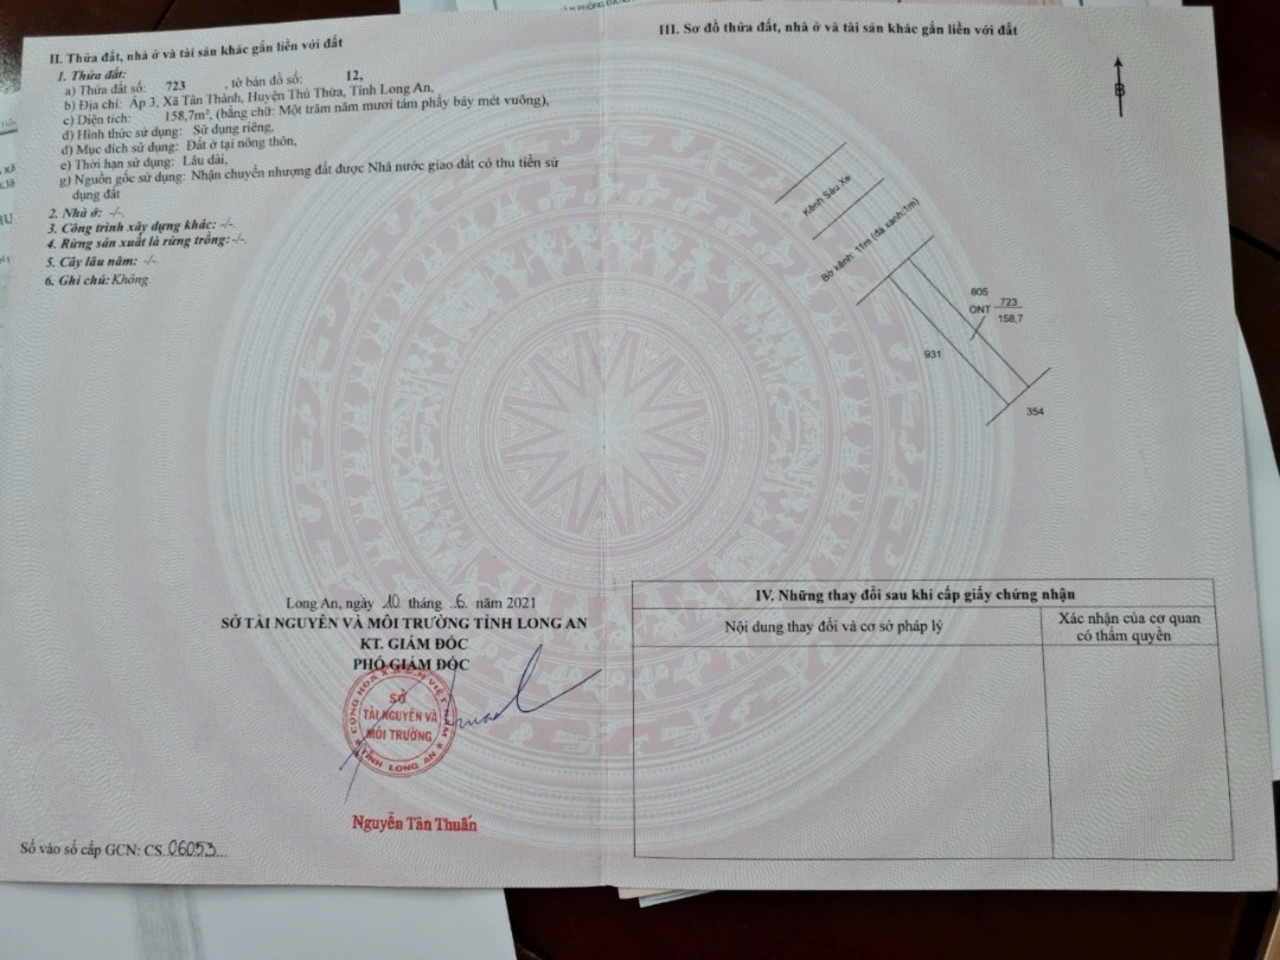 II. Thửa đất, nhà ở và tài sản khác gắn liền với đất
1. Thửa đất:
a) Thửa đất số: 723 , tờ bản đồ số: 12,
b) Địa chỉ: Ấp 3, Xã Tân Thành, Huyện Thủ Thừa, Tỉnh Long An,
c) Diện tích: 158,7m², (bằng chữ: Một trăm năm mươi tám phẩy bảy mét vuông),
d) Hình thức sử dụng: Sử dụng riêng,
đ) Mục đích sử dụng: Đất ở tại nông thôn,
e) Thời hạn sử dụng: Lâu dài,
g) Nguồn gốc sử dụng: Nhận chuyển nhượng đất được Nhà nước giao đất có thu tiền sử
dụng đất
2. Nhà ở: -/-.
3. Công trình xây dựng khác: -/-.
4. Rừng sản xuất là rừng trồng: -/-.
5. Cây lâu năm: -/-.
6. Ghi chú: Không.
Long An, ngày 10 tháng 6 năm 2021
SỞ TÀI NGUYÊN VÀ MÔI TRƯỜNG TỈNH LONG AN
KT. GIÁM ĐỐC
PHÓ GIÁM ĐỐC
CỘNG HÒA X.H.C.N VIỆT NAM
SỞ
TÀI NGUYÊN VÀ
MÔI TRƯỜNG
TỈNH LONG AN
Nguyễn Tân Thuấn
Số vào sổ cấp GCN: CS 06053
III. Sơ đồ thửa đất, nhà ở và tài sản khác gắn liền với đất
B
Kênh Sáu Xe
Bờ kênh: 11m (đá xanh:1m)
805
ONT 723
158,7
931
354
IV. Những thay đổi sau khi cấp giấy chứng nhận
Nội dung thay đổi và cơ sở pháp lý
Xác nhận của cơ quan
có thẩm quyền